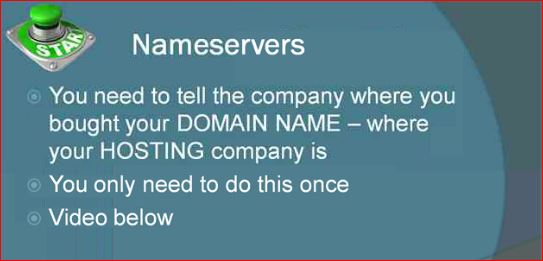 START
Nameservers
You need to tell the company where you
bought your DOMAIN NAME – where
your HOSTING company is
You only need to do this once
Video below